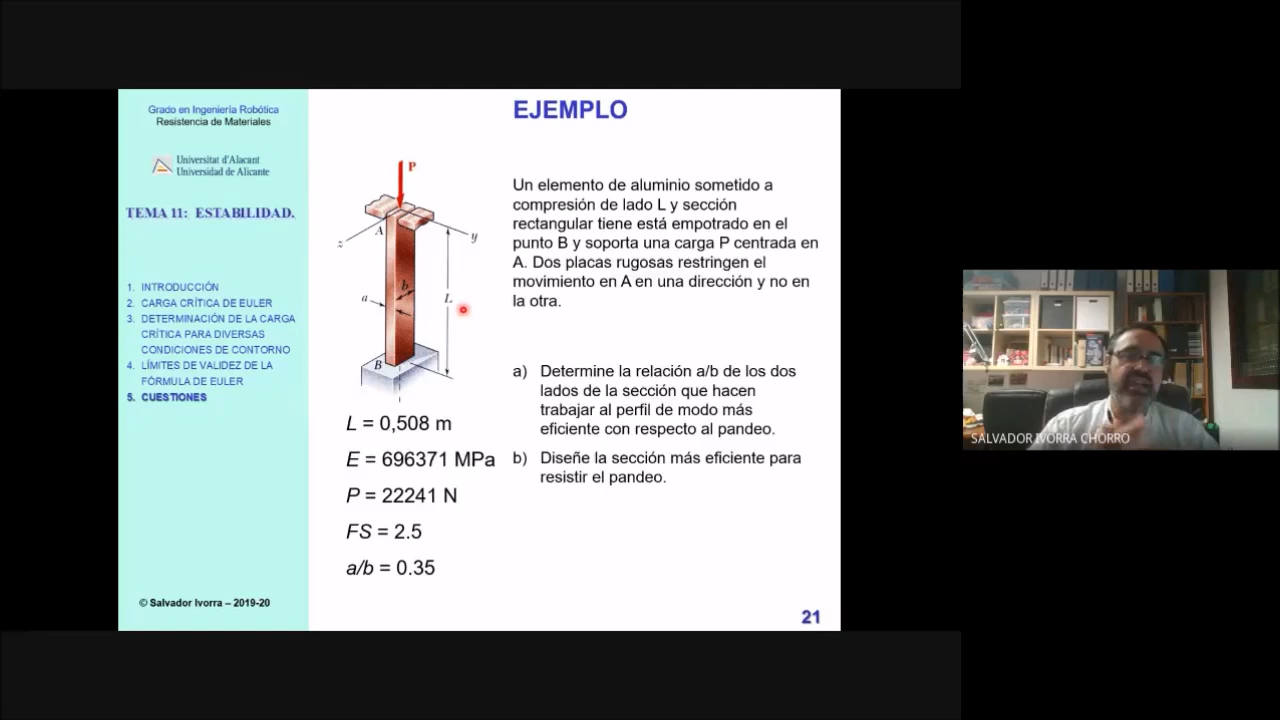 Grado en Ingeniería Robótica
Resistencia de Materiales
Universitat d'Alacant
Universidad de Alicante
TEMA 11: ESTABILIDAD.
1. INTRODUCCIÓN
2. CARGA CRÍTICA DE EULER
3. DETERMINACIÓN DE LA CARGA
CRÍTICA PARA DIVERSAS
CONDICIONES DE CONTORNO
4. LÍMITES DE VALIDEZ DE LA
FÓRMULA DE EULER
5. CUESTIONES
© Salvador Ivorra – 2019-20
EJEMPLO
P
A
z
y
b
a
L
B
L = 0,508 m
E = 696371 MPa
P = 22241 N
FS = 2.5
a/b = 0.35
Un elemento de aluminio sometido a
compresión de lado L y sección
rectangular tiene está empotrado en el
punto B y soporta una carga P centrada en
A. Dos placas rugosas restringen el
movimiento en A en una dirección y no en
la otra.
a) Determine la relación a/b de los dos
lados de la sección que hacen
trabajar al perfil de modo más
eficiente con respecto al pandeo.
b) Diseñe la sección más eficiente para
resistir el pandeo.
21
SALVADOR IVORRA CHORRO